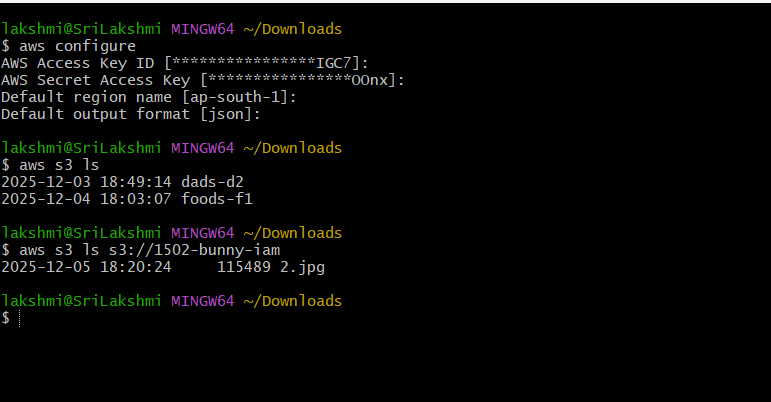 lakshmi@SriLakshmi MINGW64 ~/Downloads
$ aws configure
AWS Access Key ID [****************IGC7]:
AWS Secret Access Key [****************OOnx]:
Default region name [ap-south-1]:
Default output format [json]:
lakshmi@SriLakshmi MINGW64 ~/Downloads
$ aws s3 ls
2025-12-03 18:49:14 dads-d2
2025-12-04 18:03:07 foods-f1
lakshmi@SriLakshmi MINGW64 ~/Downloads
$ aws s3 ls s3://1502-bunny-iam
2025-12-05 18:20:24     115489 2.jpg
lakshmi@SriLakshmi MINGW64 ~/Downloads
$